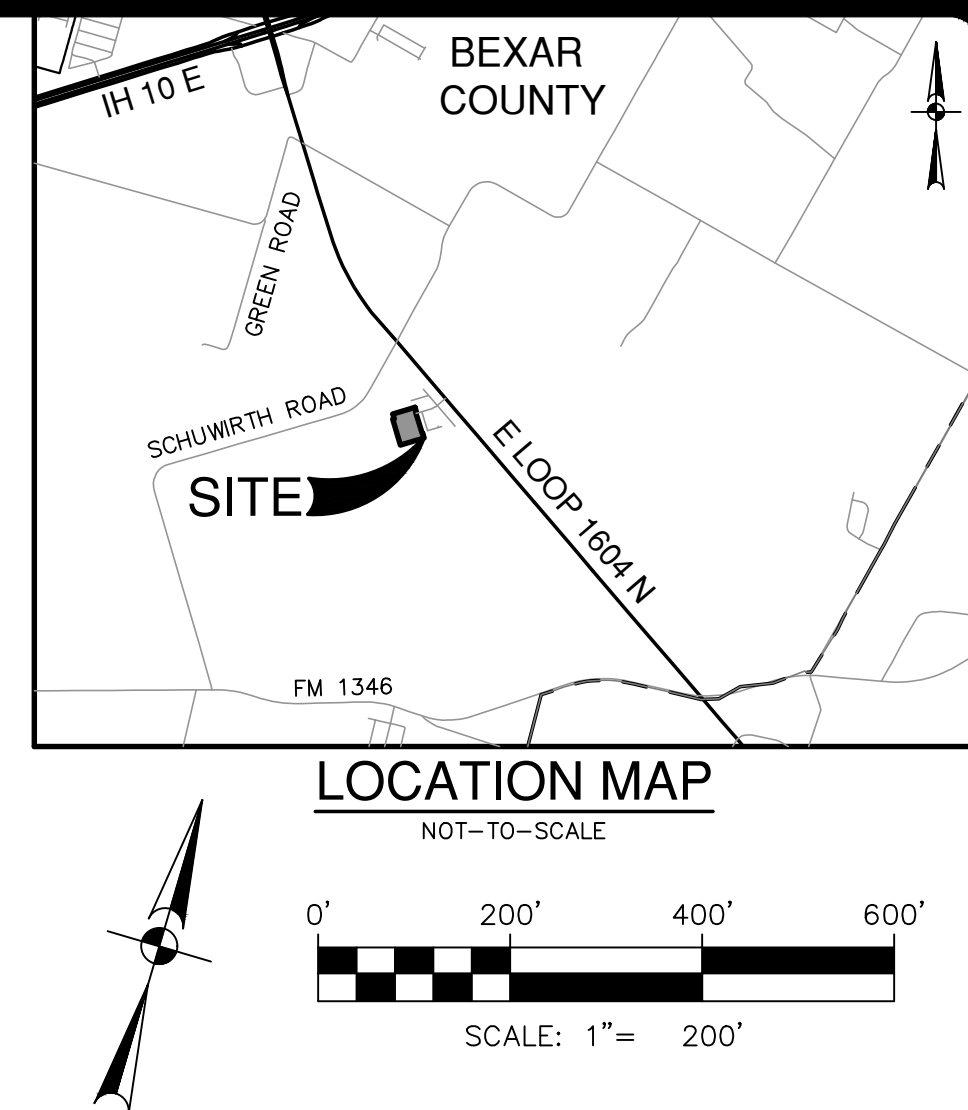 BEXAR
COUNTY
IH 10 E
GREEN ROAD
SCHUWIRTH ROAD
SITE
E LOOP 1604 N
FM 1346
LOCATION MAP
NOT-TO-SCALE
0' 200' 400' 600'
SCALE: 1"= 200'